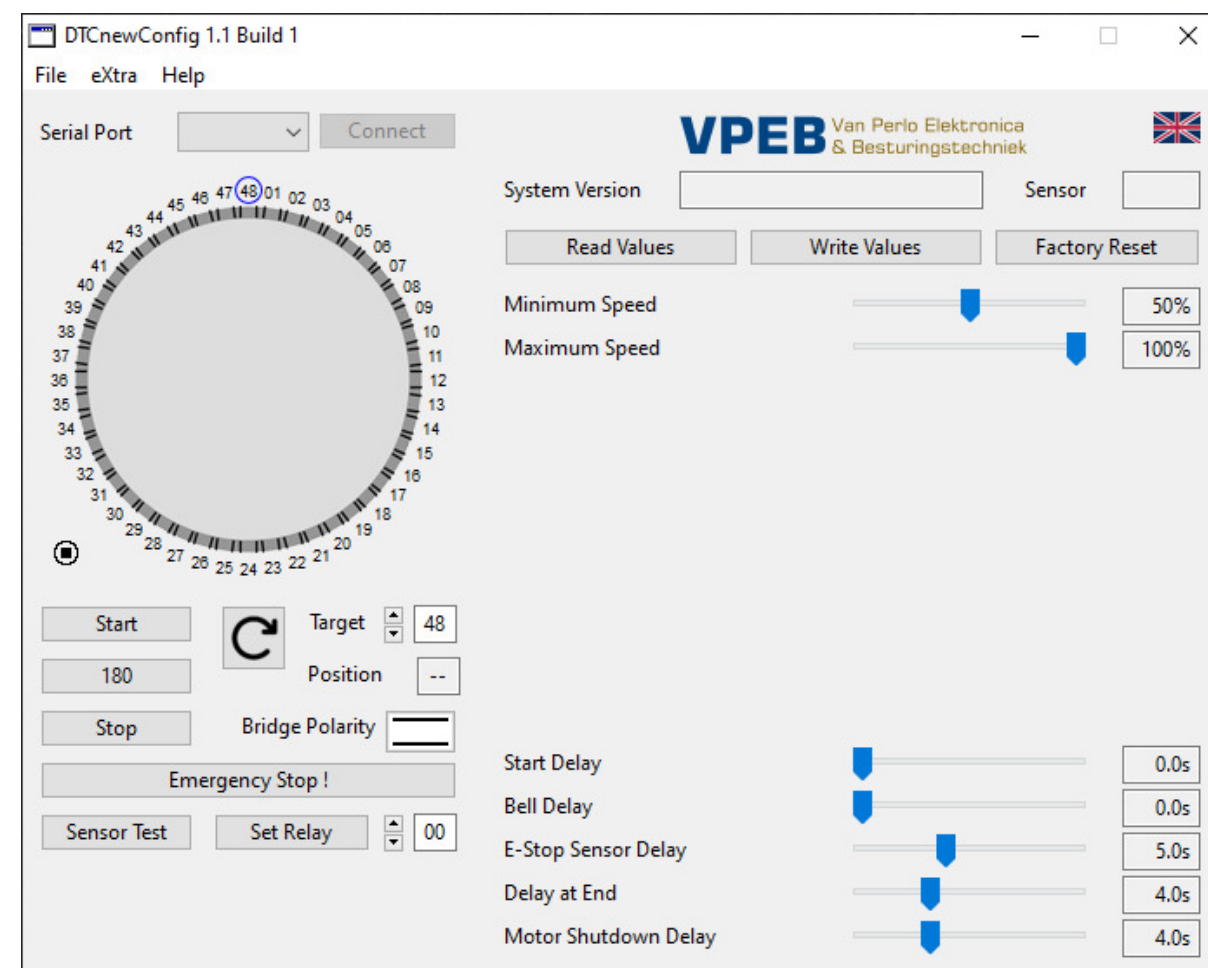 DTCnewConfig 1.1 Build 1
File eXtra Help
Serial Port Connect
VPEB Van Perlo Elektronica
& Besturingstechniek
System Version Sensor
Read Values Write Values Factory Reset
Minimum Speed 50%
Maximum Speed 100%
48
01
02
03
04
05
06
07
08
09
10
11
12
13
14
15
16
17
18
19
20
21
22
23
24
25
26
27
28
29
30
31
32
33
34
35
36
37
38
39
40
41
42
43
44
45
46
47
Start Target 48
180 Position --
Stop Bridge Polarity
Emergency Stop !
Sensor Test Set Relay 00
Start Delay 0.0s
Bell Delay 0.0s
E-Stop Sensor Delay 5.0s
Delay at End 4.0s
Motor Shutdown Delay 4.0s